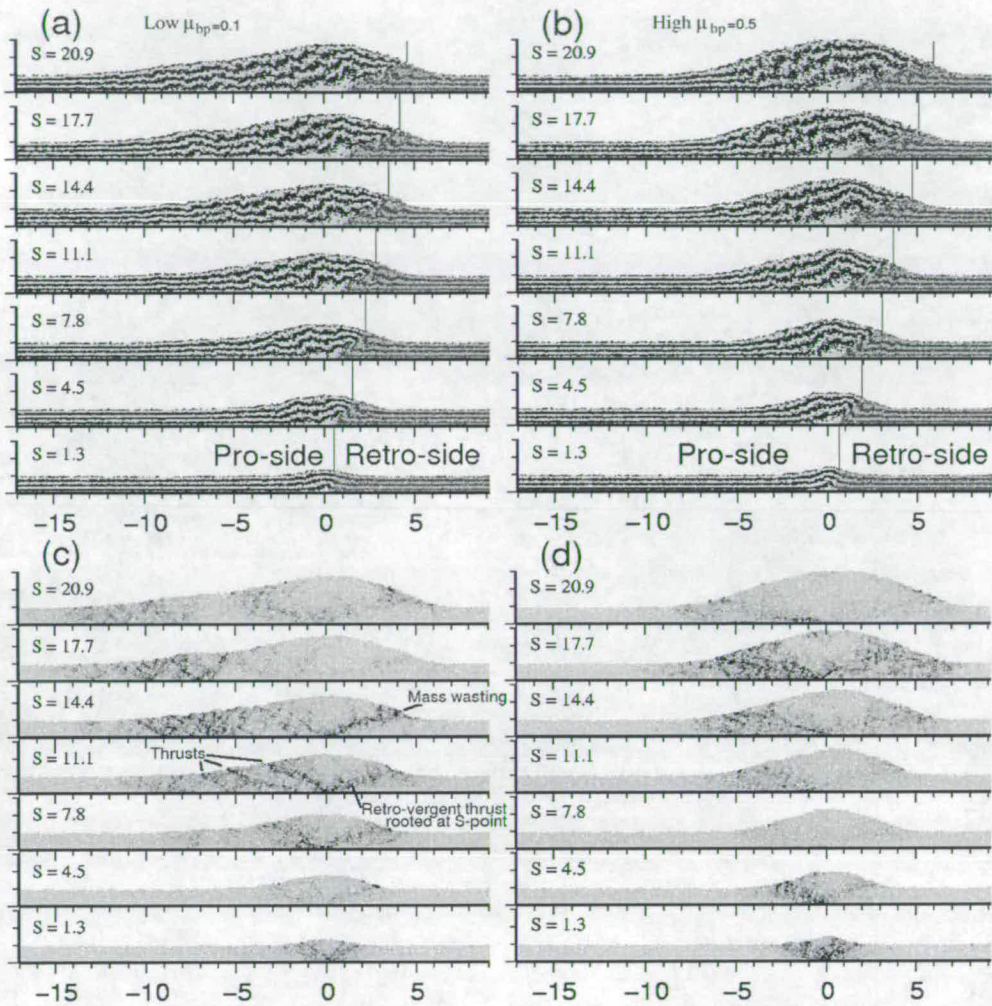 (a) Low μbp=0.1
S = 20.9
S = 17.7
S = 14.4
S = 11.1
S = 7.8
S = 4.5
Pro-side Retro-side
S = 1.3
−15 −10 −5 0 5
(b) High μbp=0.5
S = 20.9
S = 17.7
S = 14.4
S = 11.1
S = 7.8
S = 4.5
Pro-side Retro-side
S = 1.3
−15 −10 −5 0 5
(c)
S = 20.9
S = 17.7
S = 14.4
Mass wasting
S = 11.1
Thrusts
Retro-vergent thrust
rooted at S-point
S = 7.8
S = 4.5
S = 1.3
−15 −10 −5 0 5
(d)
S = 20.9
S = 17.7
S = 14.4
S = 11.1
S = 7.8
S = 4.5
S = 1.3
−15 −10 −5 0 5